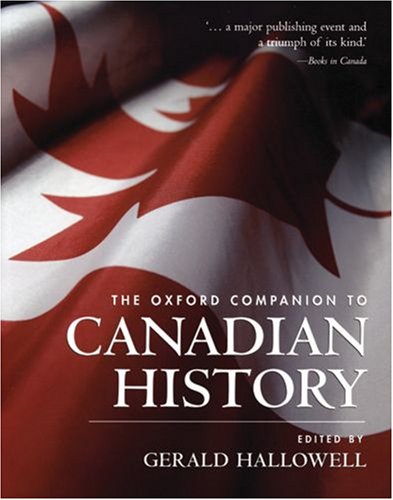 ‘… a major publishing event and
a triumph of its kind.’
—Books in Canada
THE OXFORD COMPANION TO
CANADIAN
HISTORY
EDITED BY
GERALD HALLOWELL